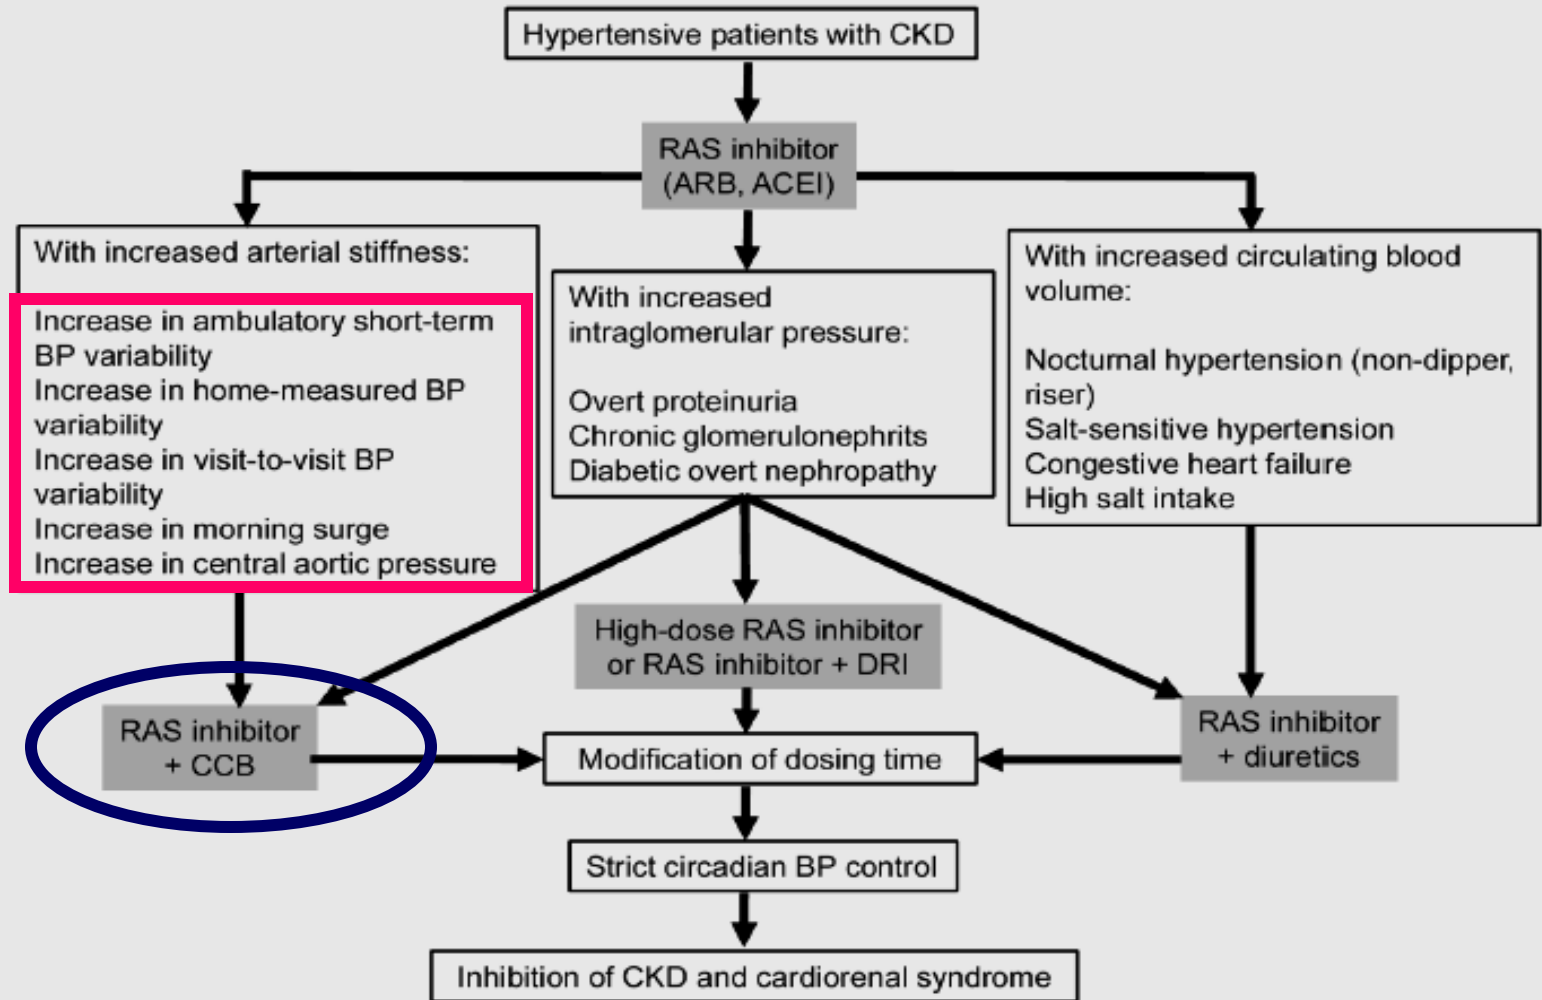 Hypertensive patients with CKD
RAS inhibitor
(ARB, ACEI)
With increased arterial stiffness:
Increase in ambulatory short-term
BP variability
Increase in home-measured BP
variability
Increase in visit-to-visit BP
variability
Increase in morning surge
Increase in central aortic pressure
With increased
intraglomerular pressure:
Overt proteinuria
Chronic glomerulonephrits
Diabetic overt nephropathy
With increased circulating blood
volume:
Nocturnal hypertension (non-dipper,
riser)
Salt-sensitive hypertension
Congestive heart failure
High salt intake
High-dose RAS inhibitor
or RAS inhibitor + DRI
RAS inhibitor
+ CCB
Modification of dosing time
RAS inhibitor
+ diuretics
Strict circadian BP control
Inhibition of CKD and cardiorenal syndrome